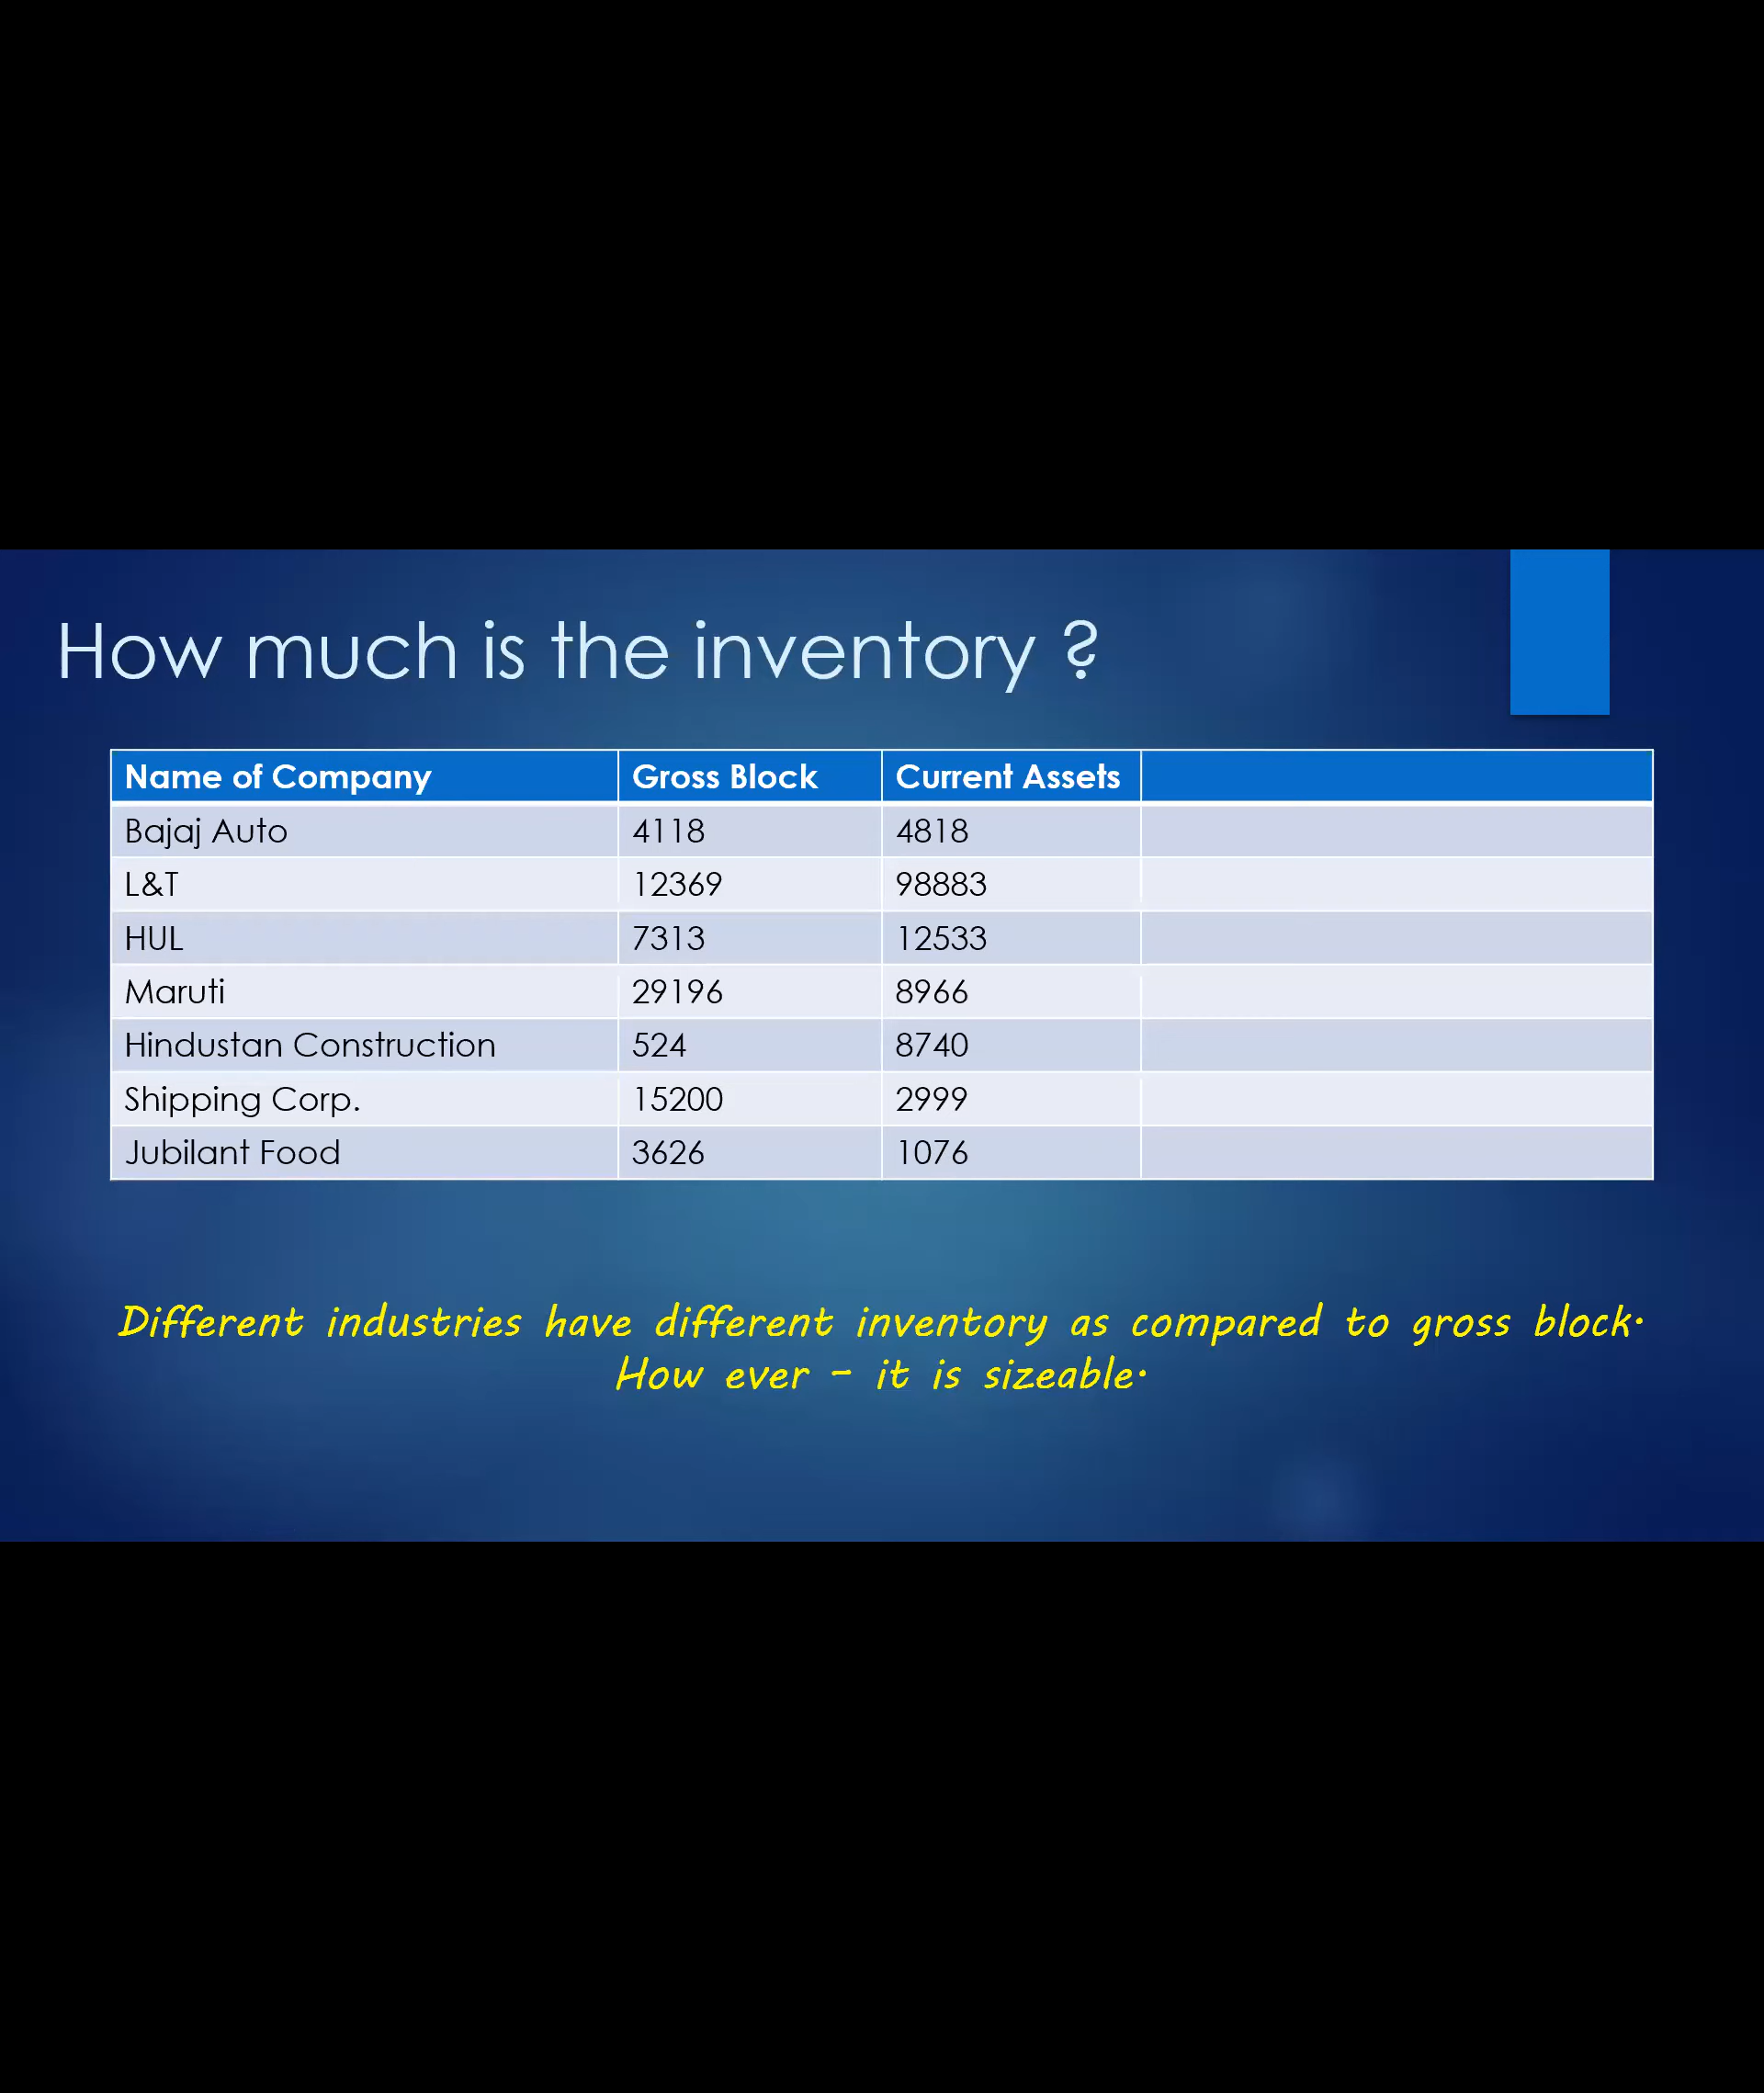 How much is the inventory ?
Name of Company Gross Block Current Assets
Bajaj Auto 4118 4818
L&T 12369 98883
HUL 7313 12533
Maruti 29196 8966
Hindustan Construction 524 8740
Shipping Corp. 15200 2999
Jubilant Food 3626 1076
Different industries have different inventory as compared to gross block.
How ever – it is sizeable.